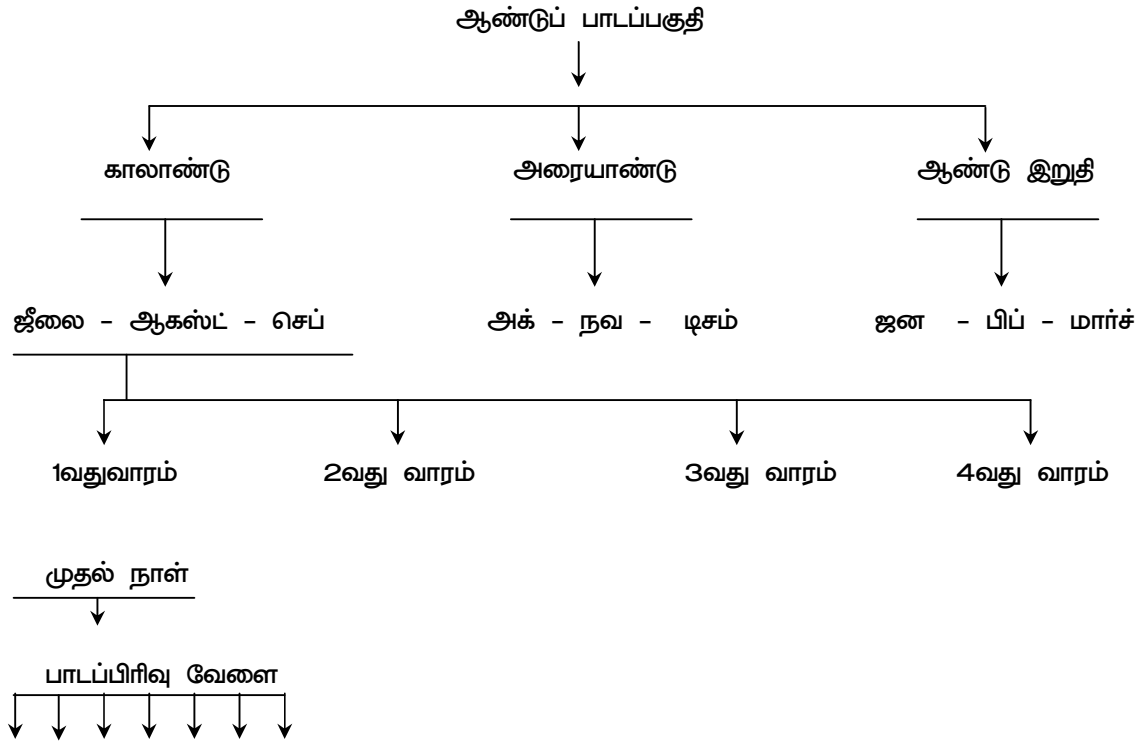 ஆண்டுப் பாடப்பகுதி
காலாண்டு அரையாண்டு ஆண்டு இறுதி
ஜீலை - ஆகஸ்ட் - செப் அக் - நவ - டிசம் ஜன - பிப் - மார்ச்
1வதுவாரம் 2வது வாரம் 3வது வாரம் 4வது வாரம்
முதல் நாள்
பாடப்பிரிவு வேளை